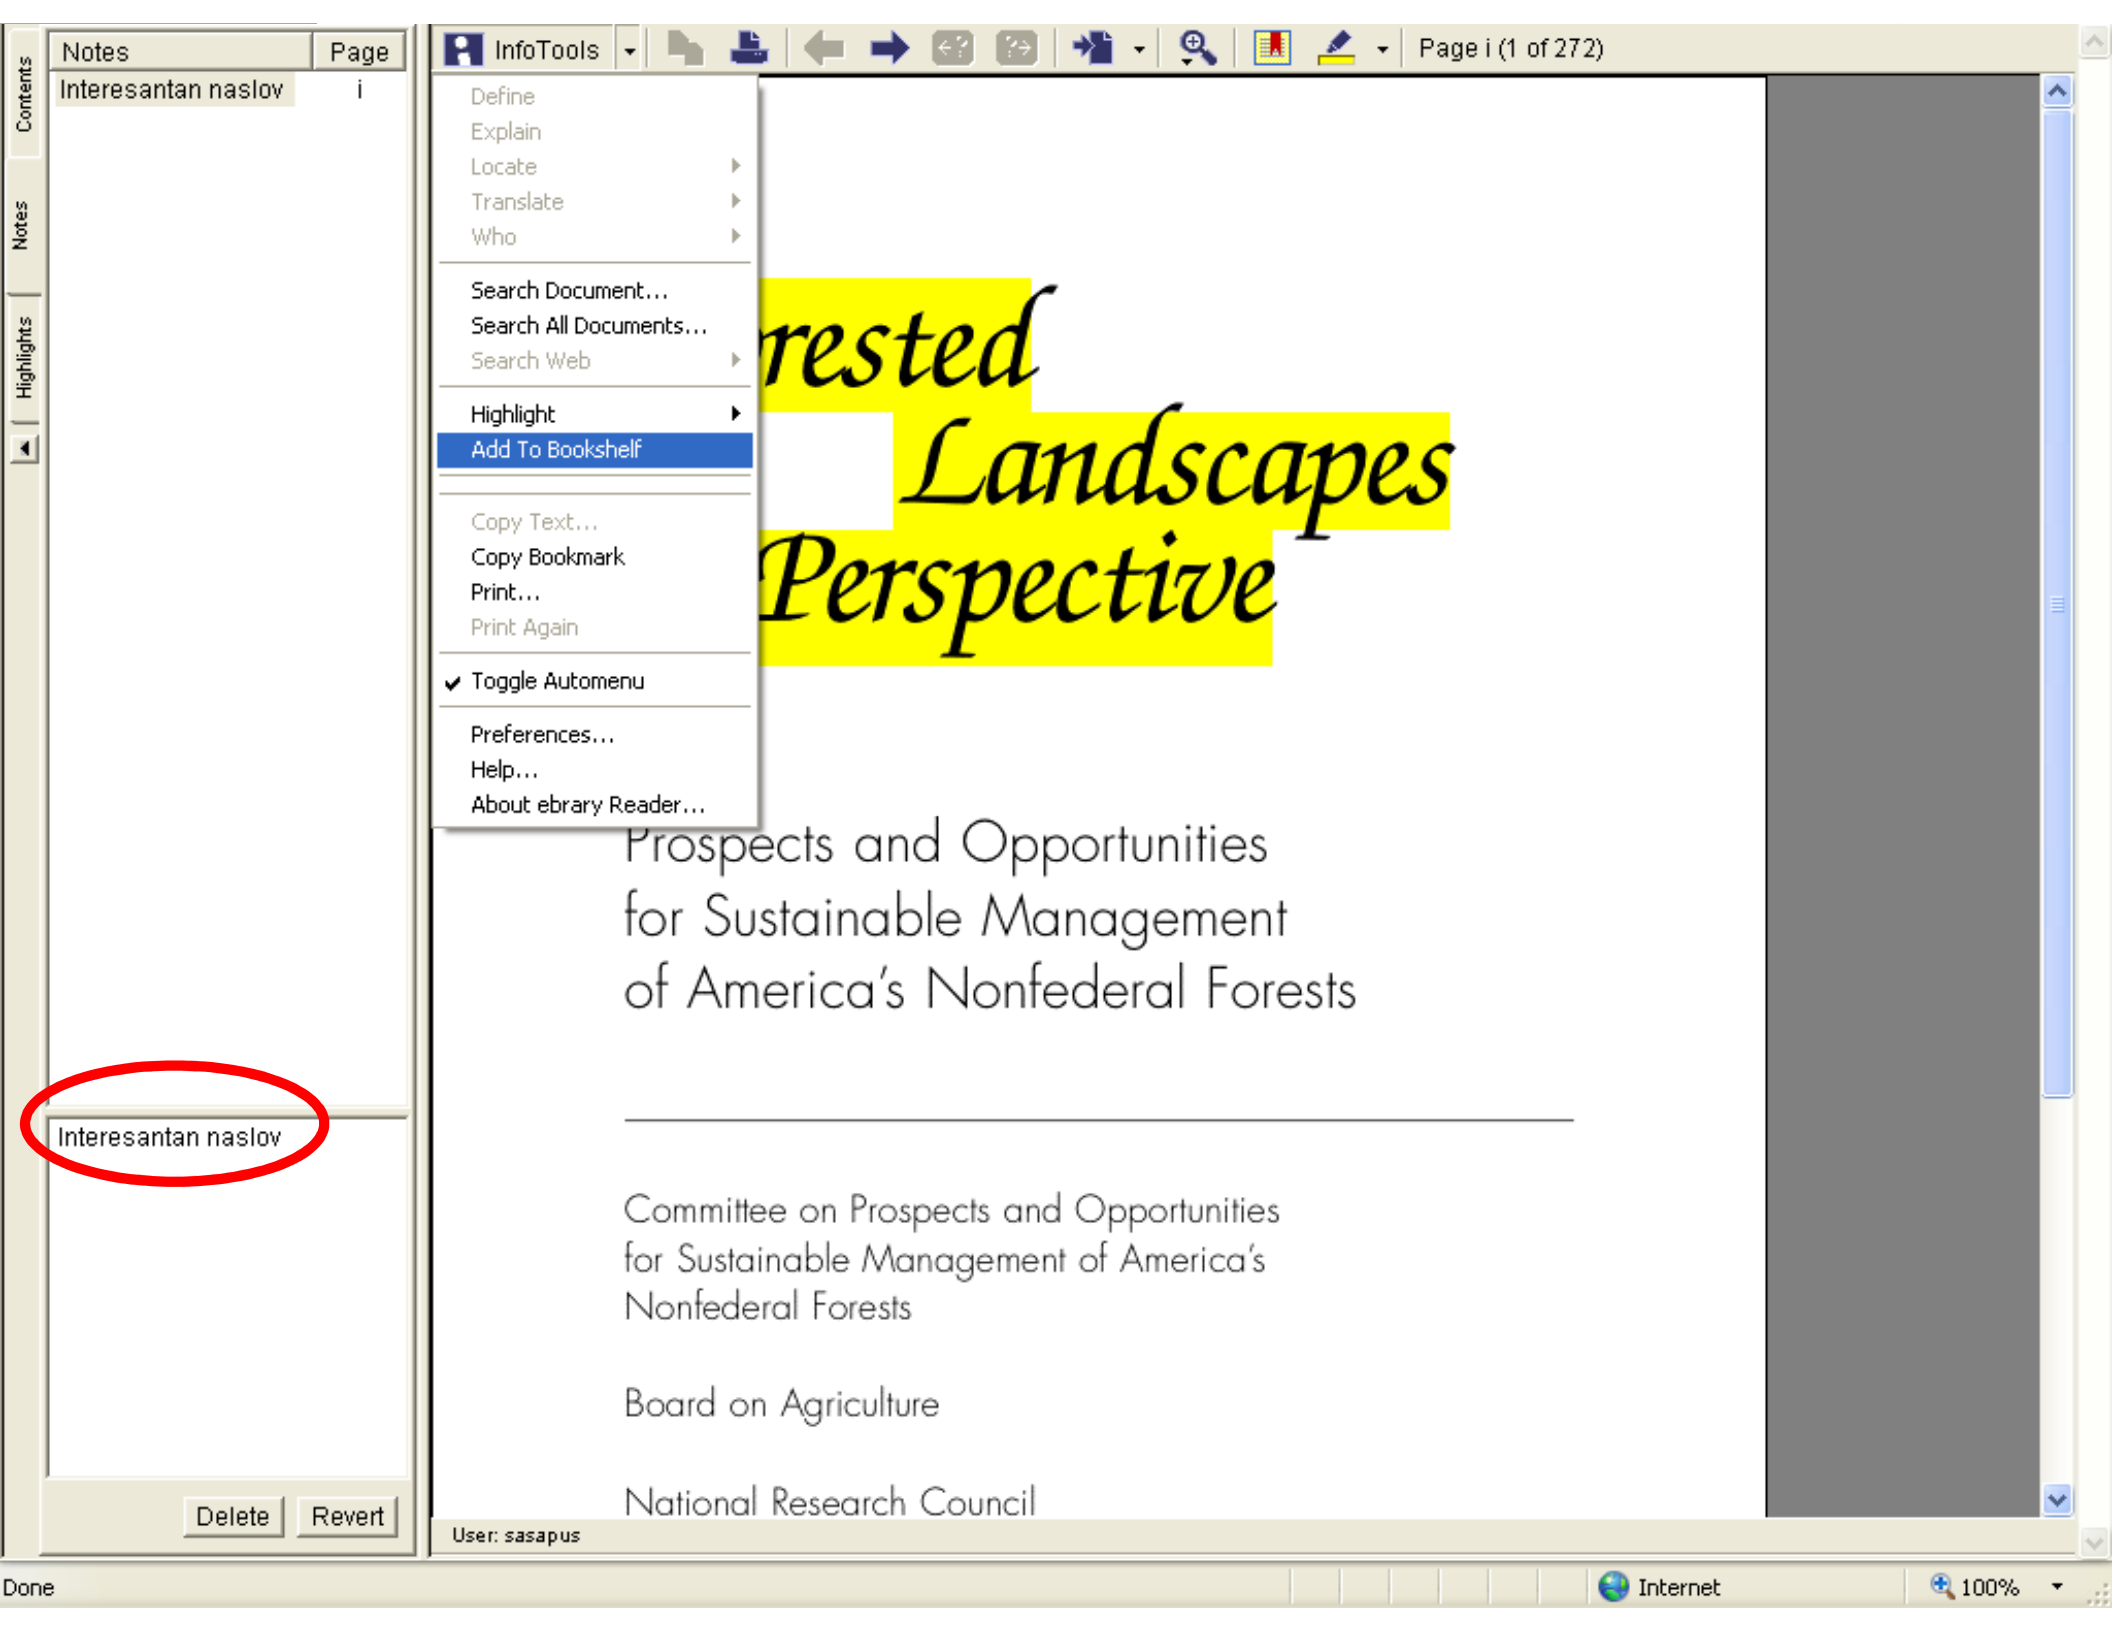 Contents
Notes
Highlights
Notes Page
Interesantan naslov i
Interesantan naslov
Delete Revert
InfoTools Page i (1 of 272)
Define
Explain
Locate
Translate
Who
Search Document...
Search All Documents...
Search Web
Highlight
Add To Bookshelf
Copy Text...
Copy Bookmark
Print...
Print Again
Toggle Automenu
Preferences...
Help...
About ebrary Reader...
rested
Landscapes
Perspective
Prospects and Opportunities
for Sustainable Management
of America's Nonfederal Forests
Committee on Prospects and Opportunities
for Sustainable Management of America's
Nonfederal Forests
Board on Agriculture
National Research Council
User: sasapus
Done Internet 100%